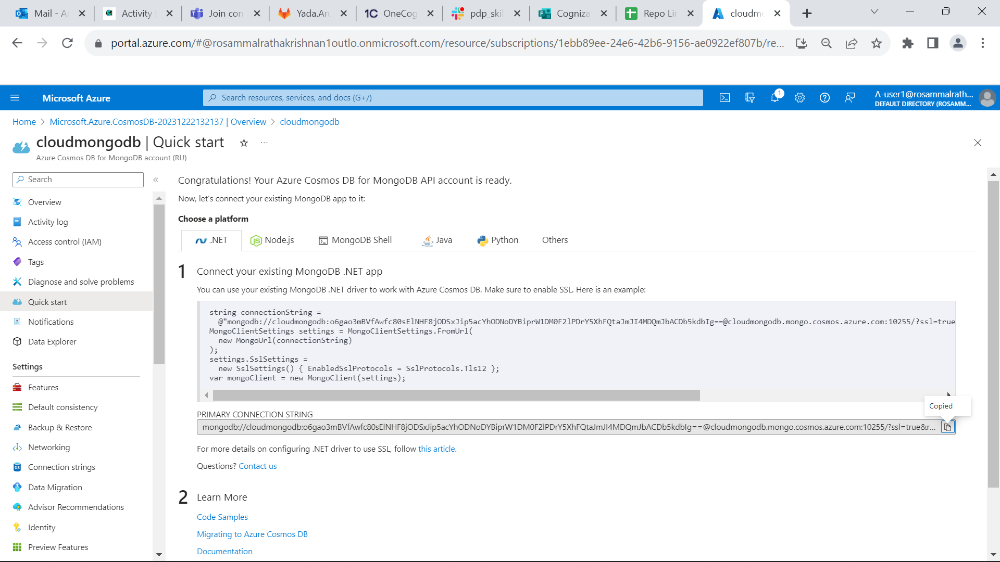 Mail - A
Activity
Join con
Yada.Aru
OneCog
pdp_skil
Cogniza
Repo Lin
cloudmo
portal.azure.com/#@rosammalrathakrishnan1outlo.onmicrosoft.com/resource/subscriptions/1ebb89ee-24e6-42b6-9156-ae0922ef807b/re...
Microsoft Azure
Search resources, services, and docs (G+/)
1
A-user1@rosammalrath...
DEFAULT DIRECTORY (ROSAMM...
Home > Microsoft.Azure.CosmosDB-20231222132137 | Overview > cloudmongodb
cloudmongodb | Quick start
Azure Cosmos DB for MongoDB account (RU)
Search
Overview
Activity log
Access control (IAM)
Tags
Diagnose and solve problems
Quick start
Notifications
Data Explorer
Settings
Features
Default consistency
Backup & Restore
Networking
Connection strings
Data Migration
Advisor Recommendations
Identity
Preview Features
Congratulations! Your Azure Cosmos DB for MongoDB API account is ready.
Now, let's connect your existing MongoDB app to it:
Choose a platform
.NET
Node.js
MongoDB Shell
Java
Python
Others
1
Connect your existing MongoDB .NET app
You can use your existing MongoDB .NET driver to work with Azure Cosmos DB. Make sure to enable SSL. Here is an example:
string connectionString =
@"mongodb://cloudmongodb:o6gao3mBVfAwfc80sElNHF8jODSxJip5acYhODNoDYBiprW1DM0F2lPDrY5XhFQtaJmJI4MDQmJbACDb5kdbIg==@cloudmongodb.mongo.cosmos.azure.com:10255/?ssl=true
MongoClientSettings settings = MongoClientSettings.FromUrl(
new MongoUrl(connectionString)
);
settings.SslSettings =
new SslSettings() { EnabledSslProtocols = SslProtocols.Tls12 };
var mongoClient = new MongoClient(settings);
Copied
PRIMARY CONNECTION STRING
mongodb://cloudmongodb:o6gao3mBVfAwfc80sElNHF8jODSxJip5acYhODNoDYBiprW1DM0F2lPDrY5XhFQtaJmJI4MDQmJbACDb5kdbIg==@cloudmongodb.mongo.cosmos.azure.com:10255/?ssl=true&r...
For more details on configuring .NET driver to use SSL, follow this article.
Questions? Contact us
2
Learn More
Code Samples
Migrating to Azure Cosmos DB
Documentation